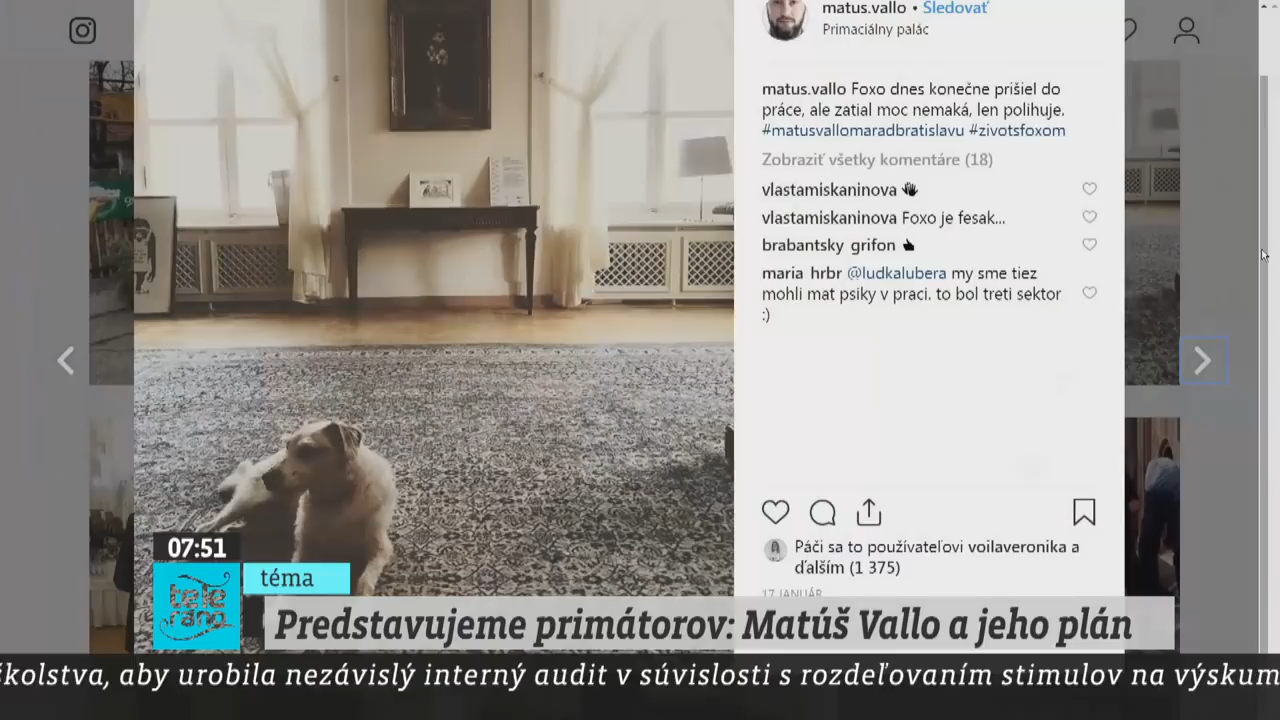 matus.vallo • Sledovať
Primaciálny palác
matus.vallo Foxo dnes konečne prišiel do
práce, ale zatial moc nemaká, len polihuje.
#matusvallomaradbratislavu #zivotsfoxom
Zobraziť všetky komentáre (18)
vlastamiskaninova
vlastamiskaninova Foxo je fesak...
brabantsky grifon
maria hrbr @ludkalubera my sme tiez
mohli mat psiky v praci. to bol treti sektor
:)
Páči sa to používateľovi voilaveronika a
ďalším (1 375)
17 JANUÁR
07:51
tele
ráno
téma
Predstavujeme primátorov: Matúš Vallo a jeho plán
školstva, aby urobila nezávislý interný audit v súvislosti s rozdeľovaním stimulov na výskum